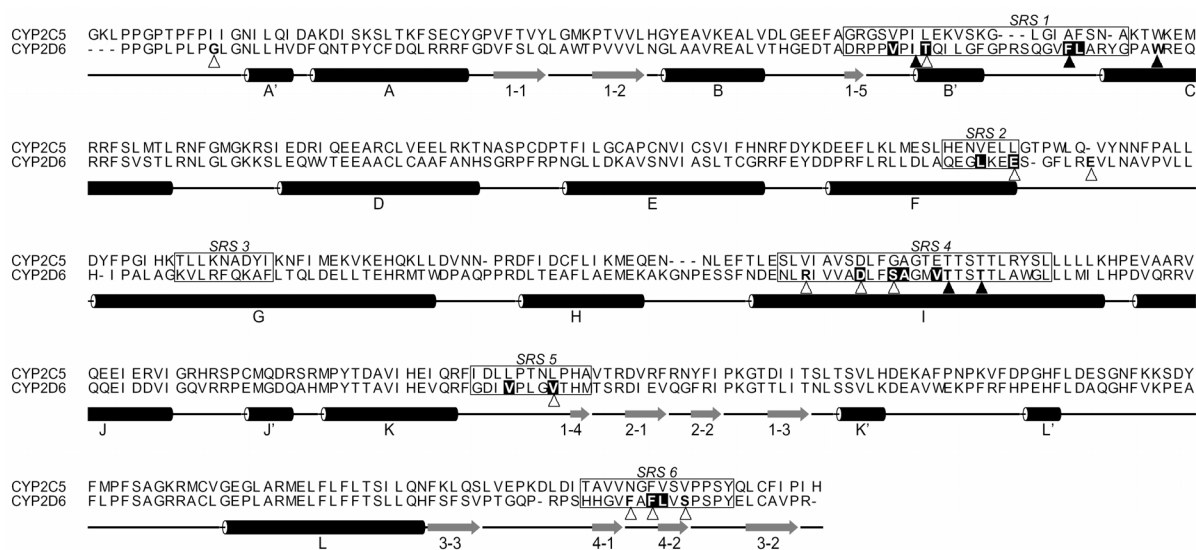 SRS 1
CYP2C5 GKLPPGPTPFPIIGNILQIDAKDISKSLTKFSECYGPVFTVYLGMKPTVVLHGYEAVKEALVDLGEEFAGRGSVPILEKVSKG--LGIAFSN-AKTWKEM
CYP2D6 ---PPGPLPLPGLGNLLHVDFQNTPYCFDQLRRRFGDVFSLQLAWTPVVVLNGLAAVREALVTHGEDTADRPPVPITQILGFGPRSQGVFLARYGPAWREQ
A' A 1-1 1-2 B 1-5 B' C
SRS 2
CYP2C5 RRFSLMTLRNFGMGKRSIEDRIQEEARCLVEELRKTNASPCDPTFILGCAPCNVICSVIFHNRFDYKDEEFLKLMESLHENVELLGTPWLQ-VYNNFPALL
CYP2D6 RRFSVSTLRNLGLGKKSLEQWVTEEAACLCAAFANHSGRPFRPNGLLDKAVSNVIASLTCGRRFEYDDPRFLRLLDLAQEGLKEESG-FLREVLNAVPVLL
D E F
SRS 3 SRS 4
CYP2C5 DYFPGIHKTLLKNADYIKNFIMEKVKEHQKLLDVNN-PRDFIDCFLIKMEQEN---NLEFTLESLVIAVSDLFGAGTETTSTTLRYSLLLLLKHPEVAARV
CYP2D6 H-IPALAGKVLRFQKAFLTQLDELLTEHRMTWDPAQPPRDLTEAFLAEMEKAKGNPESSFNDENLRIVVADLFSAGMVTTSTTLAWGLLLMILHPDVQRRV
G H I
SRS 5
CYP2C5 QEEIERVIGRHRSPCMQDRSRMPYTDAVIHEIQRFIDLLPTNLPHAVTRDVRFRNYFIPKGTDIITSLTSVLHDEKAFPNPKVFDPGHFLDESGNFKKSDY
CYP2D6 QQEIDDVIGQVRRPEMGDQAHMPYTTAVIHEVQRFGDIVPLGVTHMTSRDIEVQGFRIPKGTTLITNLSSVLKDEAVWEKPFRFHPEHFLDAQGHFVKPEA
J J' K 1-4 2-1 2-2 1-3 K' L'
SRS 6
CYP2C5 FMPFSAGKRMCVGEGLARMELFLFLTSILQNFKLQSLVEPKDLDITAVVNGFVSVPPSYQLCFIPIH
CYP2D6 FLPFSAGRRACLGEPLARMELFLFFTSLLQHFSFSVPTGQP-RPSHHGVFAFLVSPSPYELCAVPR-
L 3-3 4-1 4-2 3-2